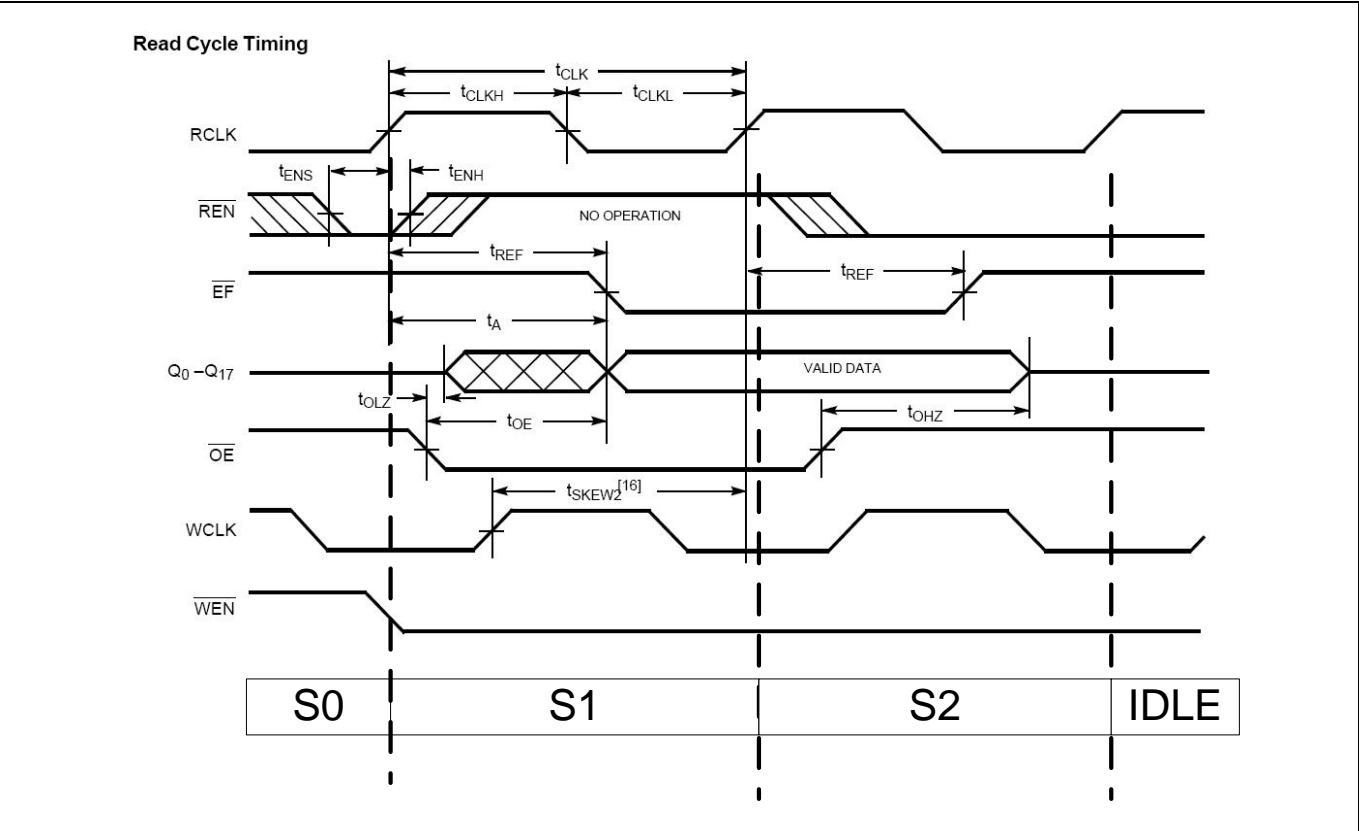 Read Cycle Timing
tCLK
tCLKH
tCLKL
RCLK
tENS
tENH
REN
NO OPERATION
tREF
tREF
EF
tA
Q0 –Q17
VALID DATA
tOLZ
tOE
tOHZ
OE
tSKEW2[16]
WCLK
WEN
S0
S1
S2
IDLE